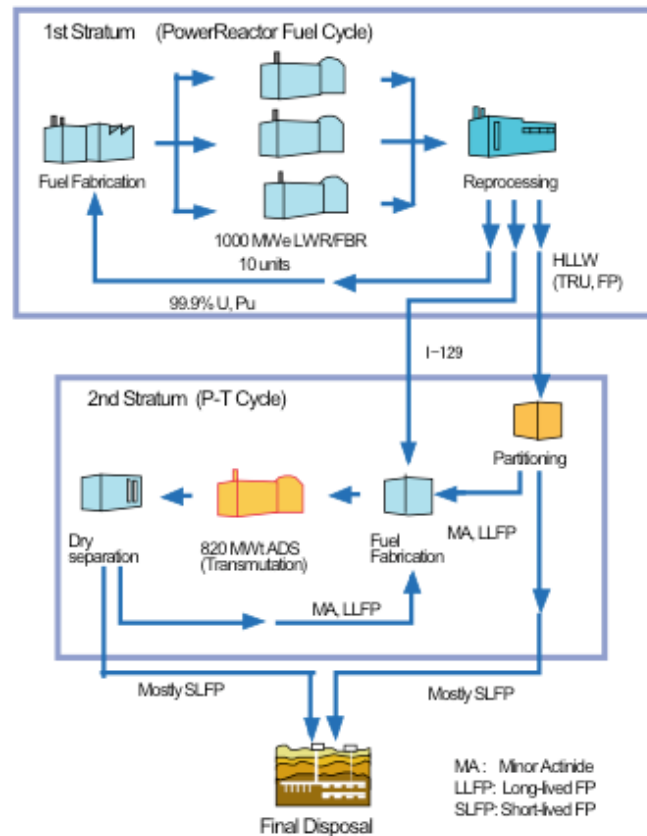 1st Stratum (PowerReactor Fuel Cycle)
Fuel Fabrication
Reprocessing
1000 MWe LWR/FBR
10 units
HLLW
(TRU, FP)
99.9% U, Pu
I-129
2nd Stratum (P-T Cycle)
Partitioning
MA, LLFP
Dry
separation
820 MWt ADS
(Transmutation)
Fuel
Fabrication
MA, LLFP
Mostly SLFP
Mostly SLFP
MA : Minor Actinide
LLFP: Long-lived FP
SLFP: Short-lived FP
Final Disposal